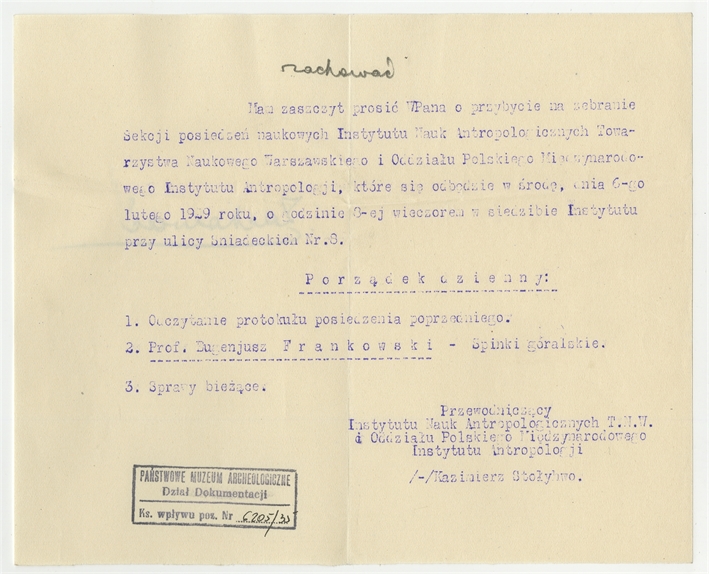 zachować
Mam zaszczyt prosić WPana o przybycie na zebranie
Sekcji posiedzeń naukowych Instytutu Nauk Antropologicznych Towa-
rzystwa Naukowego Warszawskiego i Oddziału Polskiego Międzynarodo-
wego Instytutu Antropologji, które się odbędzie w środę, dnia 6-go
lutego 1929 roku, o godzinie 8-ej wieczorem w siedzibie Instytutu
przy ulicy Śniadeckich Nr.8.
Porządek dzienny:
1. Odczytanie protokułu posiedzenia poprzedniego.
2. Prof. Eugenjusz Frankowski - Spinki góralskie.
3. Sprawy bieżące.
Przewodniczący
Instytutu Nauk Antropologicznych T.N.W.
i Oddziału Polskiego Międzynarodowego
Instytutu Antropologji
/-/Kazimierz Stołyhwo.
PAŃSTWOWE MUZEUM ARCHEOLOGICZNE
Dział Dokumentacji
Ks. wpływu poz. Nr 6205/35